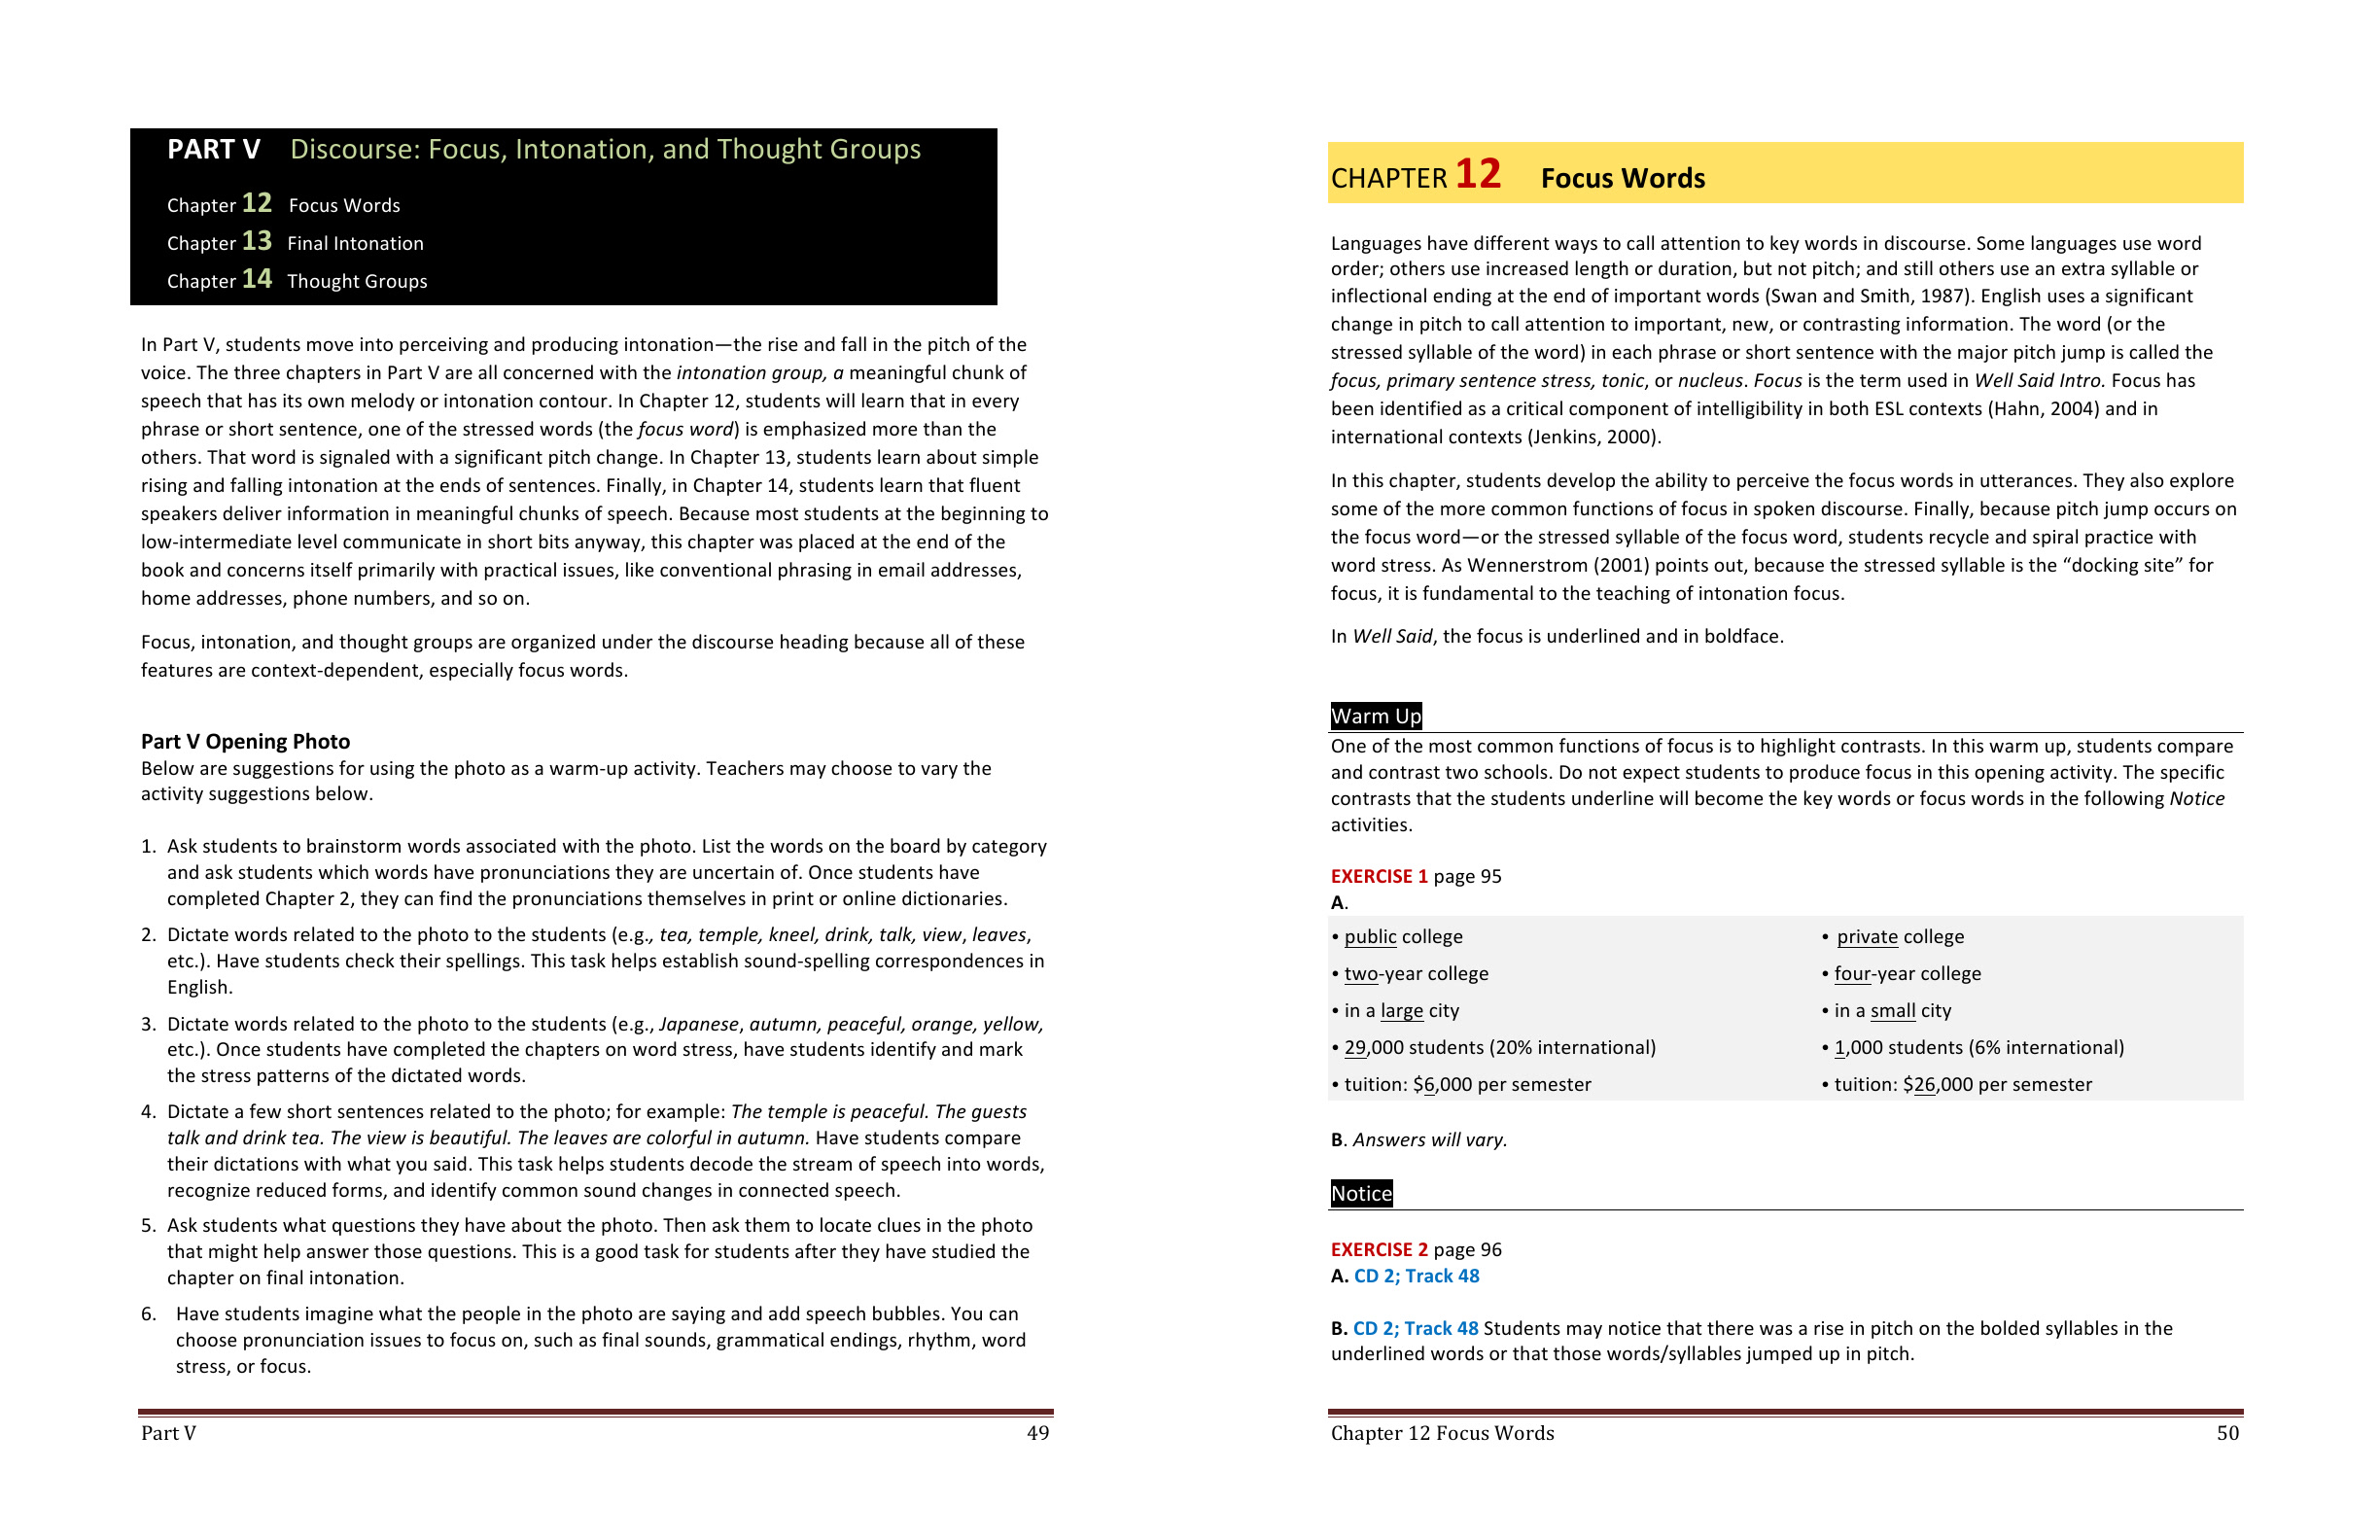 PART V Discourse: Focus, Intonation, and Thought Groups
Chapter 12 Focus Words
Chapter 13 Final Intonation
Chapter 14 Thought Groups
In Part V, students move into perceiving and producing intonation—the rise and fall in the pitch of the
voice. The three chapters in Part V are all concerned with the intonation group, a meaningful chunk of
speech that has its own melody or intonation contour. In Chapter 12, students will learn that in every
phrase or short sentence, one of the stressed words (the focus word) is emphasized more than the
others. That word is signaled with a significant pitch change. In Chapter 13, students learn about simple
rising and falling intonation at the ends of sentences. Finally, in Chapter 14, students learn that fluent
speakers deliver information in meaningful chunks of speech. Because most students at the beginning to
low-intermediate level communicate in short bits anyway, this chapter was placed at the end of the
book and concerns itself primarily with practical issues, like conventional phrasing in email addresses,
home addresses, phone numbers, and so on.
Focus, intonation, and thought groups are organized under the discourse heading because all of these
features are context-dependent, especially focus words.
Part V Opening Photo
Below are suggestions for using the photo as a warm-up activity. Teachers may choose to vary the
activity suggestions below.
1. Ask students to brainstorm words associated with the photo. List the words on the board by category
and ask students which words have pronunciations they are uncertain of. Once students have
completed Chapter 2, they can find the pronunciations themselves in print or online dictionaries.
2. Dictate words related to the photo to the students (e.g., tea, temple, kneel, drink, talk, view, leaves,
etc.). Have students check their spellings. This task helps establish sound-spelling correspondences in
English.
3. Dictate words related to the photo to the students (e.g., Japanese, autumn, peaceful, orange, yellow,
etc.). Once students have completed the chapters on word stress, have students identify and mark
the stress patterns of the dictated words.
4. Dictate a few short sentences related to the photo; for example: The temple is peaceful. The guests
talk and drink tea. The view is beautiful. The leaves are colorful in autumn. Have students compare
their dictations with what you said. This task helps students decode the stream of speech into words,
recognize reduced forms, and identify common sound changes in connected speech.
5. Ask students what questions they have about the photo. Then ask them to locate clues in the photo
that might help answer those questions. This is a good task for students after they have studied the
chapter on final intonation.
6. Have students imagine what the people in the photo are saying and add speech bubbles. You can
choose pronunciation issues to focus on, such as final sounds, grammatical endings, rhythm, word
stress, or focus.
Part V 49
CHAPTER 12 Focus Words
Languages have different ways to call attention to key words in discourse. Some languages use word
order; others use increased length or duration, but not pitch; and still others use an extra syllable or
inflectional ending at the end of important words (Swan and Smith, 1987). English uses a significant
change in pitch to call attention to important, new, or contrasting information. The word (or the
stressed syllable of the word) in each phrase or short sentence with the major pitch jump is called the
focus, primary sentence stress, tonic, or nucleus. Focus is the term used in Well Said Intro. Focus has
been identified as a critical component of intelligibility in both ESL contexts (Hahn, 2004) and in
international contexts (Jenkins, 2000).
In this chapter, students develop the ability to perceive the focus words in utterances. They also explore
some of the more common functions of focus in spoken discourse. Finally, because pitch jump occurs on
the focus word—or the stressed syllable of the focus word, students recycle and spiral practice with
word stress. As Wennerstrom (2001) points out, because the stressed syllable is the “docking site” for
focus, it is fundamental to the teaching of intonation focus.
In Well Said, the focus is underlined and in boldface.
Warm Up
One of the most common functions of focus is to highlight contrasts. In this warm up, students compare
and contrast two schools. Do not expect students to produce focus in this opening activity. The specific
contrasts that the students underline will become the key words or focus words in the following Notice
activities.
EXERCISE 1 page 95
A.
• public college • private college
• two-year college • four-year college
• in a large city • in a small city
• 29,000 students (20% international) • 1,000 students (6% international)
• tuition: $6,000 per semester • tuition: $26,000 per semester
B. Answers will vary.
Notice
EXERCISE 2 page 96
A. CD 2; Track 48
B. CD 2; Track 48 Students may notice that there was a rise in pitch on the bolded syllables in the
underlined words or that those words/syllables jumped up in pitch.
Chapter 12 Focus Words 50